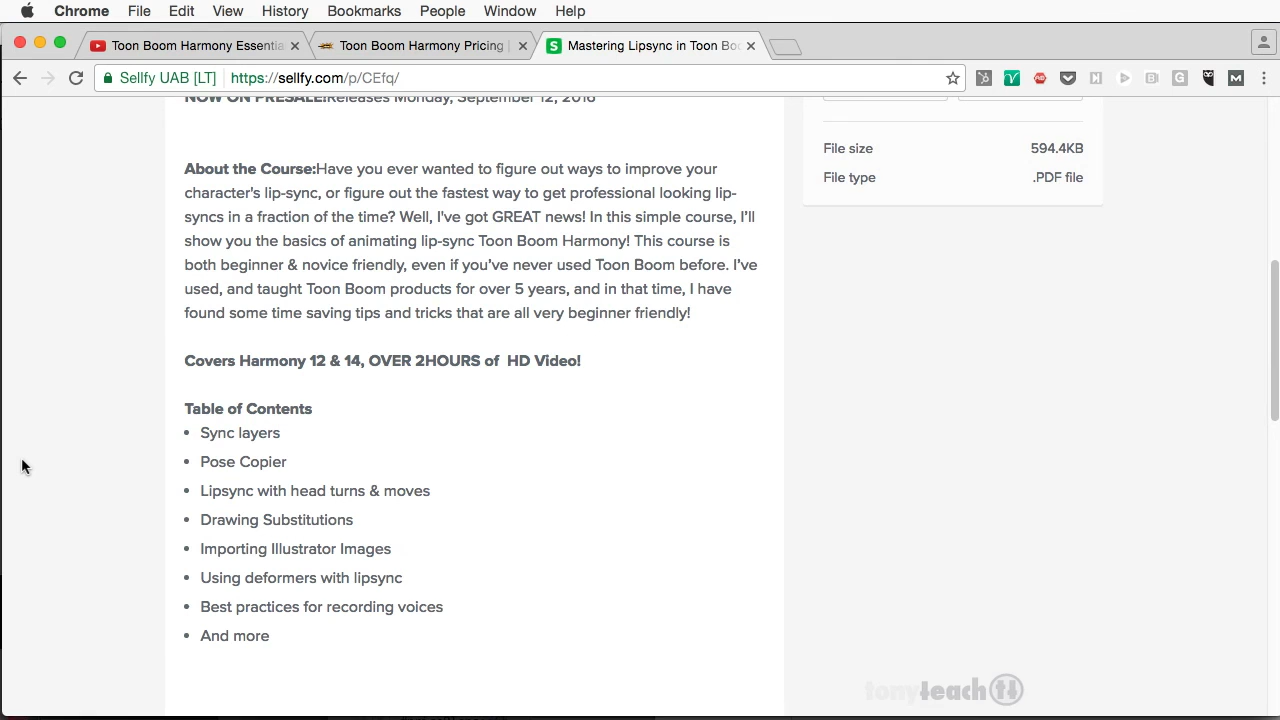 Chrome File Edit View History Bookmarks People Window Help
Toon Boom Harmony Essentia
Toon Boom Harmony Pricing |
Mastering Lipsync in Toon Bo
Sellfy UAB [LT] https://sellfy.com/p/CEfq/
NOW ON PRESALE!Releases Monday, September 12, 2016
File size 594.4KB
File type .PDF file
About the Course:Have you ever wanted to figure out ways to improve your
character's lip-sync, or figure out the fastest way to get professional looking lip-
syncs in a fraction of the time? Well, I've got GREAT news! In this simple course, I'll
show you the basics of animating lip-sync Toon Boom Harmony! This course is
both beginner & novice friendly, even if you've never used Toon Boom before. I've
used, and taught Toon Boom products for over 5 years, and in that time, I have
found some time saving tips and tricks that are all very beginner friendly!
Covers Harmony 12 & 14, OVER 2HOURS of HD Video!
Table of Contents
• Sync layers
• Pose Copier
• Lipsync with head turns & moves
• Drawing Substitutions
• Importing Illustrator Images
• Using deformers with lipsync
• Best practices for recording voices
• And more
tonyteach